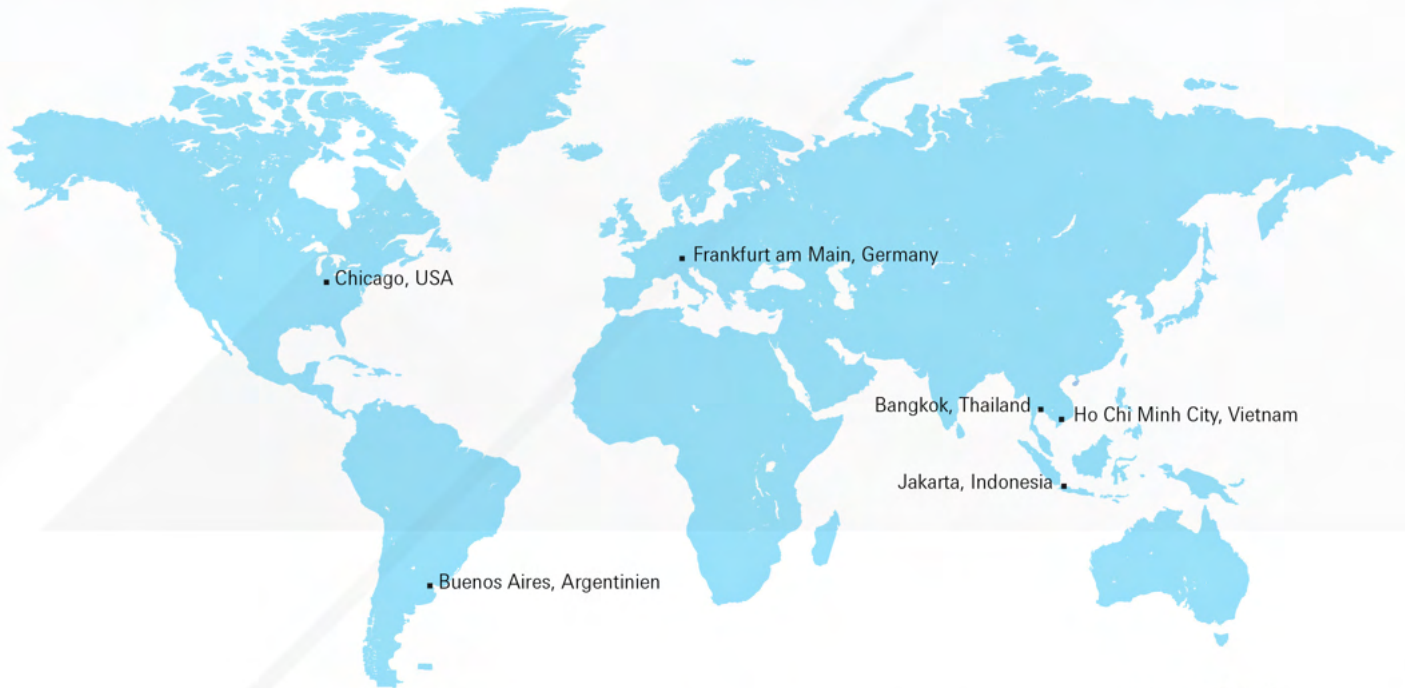 Frankfurt am Main, Germany
Chicago, USA
Bangkok, Thailand
Ho Chi Minh City, Vietnam
Jakarta, Indonesia
Buenos Aires, Argentinien